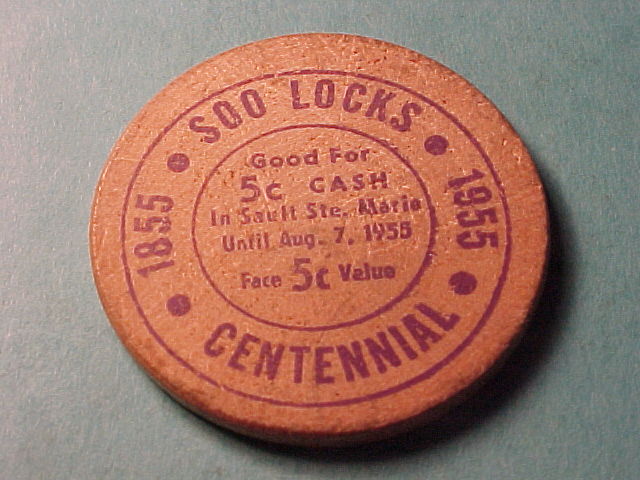 SOO LOCKS
1855
1955
Good For
5c CASH
In Sault Ste. Marie
Until Aug. 7, 1955
Face 5c Value
CENTENNIAL